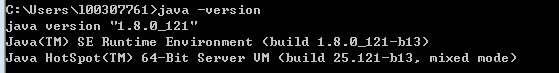 C:\Users\l00307761>java -version
java version "1.8.0_121"
Java(TM) SE Runtime Environment (build 1.8.0_121-b13)
Java HotSpot(TM) 64-Bit Server VM (build 25.121-b13, mixed mode)